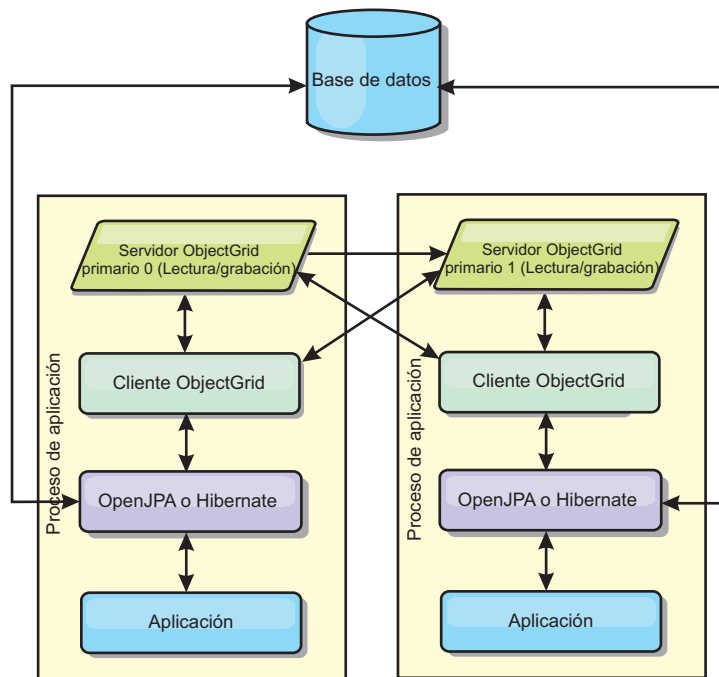 Base de datos
Servidor ObjectGrid
primario 0 (Lectura/grabación)
Cliente ObjectGrid
OpenJPA o Hibernate
Aplicación
Proceso de aplicación
Servidor ObjectGrid
primario 1 (Lectura/grabación)
Cliente ObjectGrid
OpenJPA o Hibernate
Aplicación
Proceso de aplicación